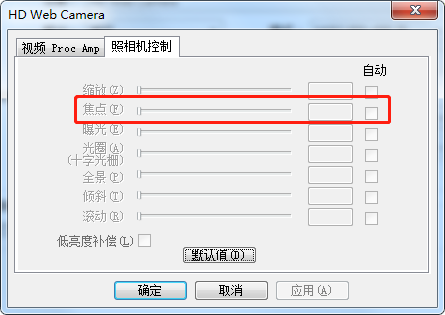 HD Web Camera
视频 Proc Amp
照相机控制
自动
缩放(Z)
焦点(F)
曝光(E)
光圈(A)
(十字光栅)
全景(P)
倾斜(T)
滚动(R)
低亮度补偿(L)
默认值(D)
确定
取消
应用(A)